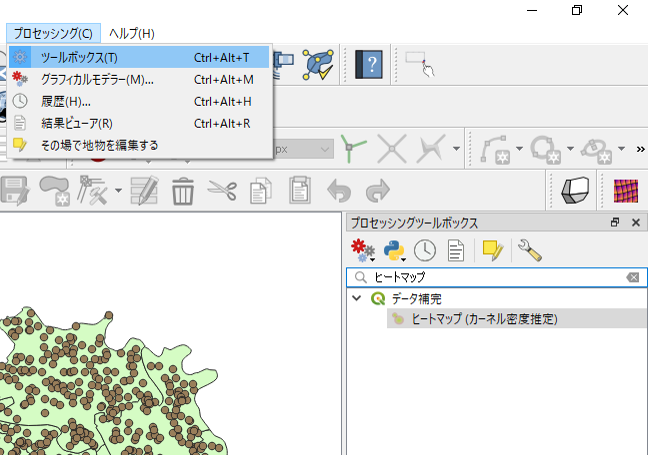 プロセッシング(C) ヘルプ(H)
ツールボックス(T) Ctrl+Alt+T
グラフィカルモデラー(M)... Ctrl+Alt+M
履歴(H)... Ctrl+Alt+H
結果ビューア(R) Ctrl+Alt+R
その場で地物を編集する
px
»
プロセッシングツールボックス
ヒートマップ
データ補完
ヒートマップ (カーネル密度推定)